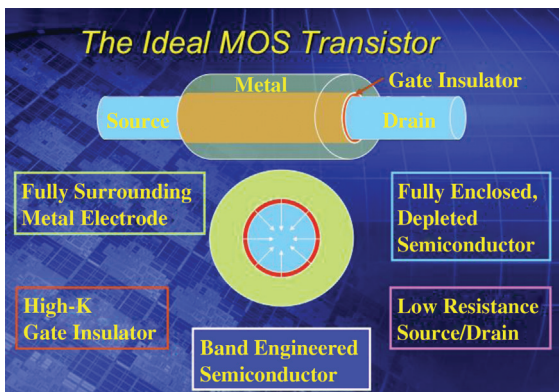 The Ideal MOS Transistor
Metal
Gate Insulator
Source
Drain
Fully Surrounding
Metal Electrode
Fully Enclosed,
Depleted
Semiconductor
High-K
Gate Insulator
Low Resistance
Source/Drain
Band Engineered
Semiconductor